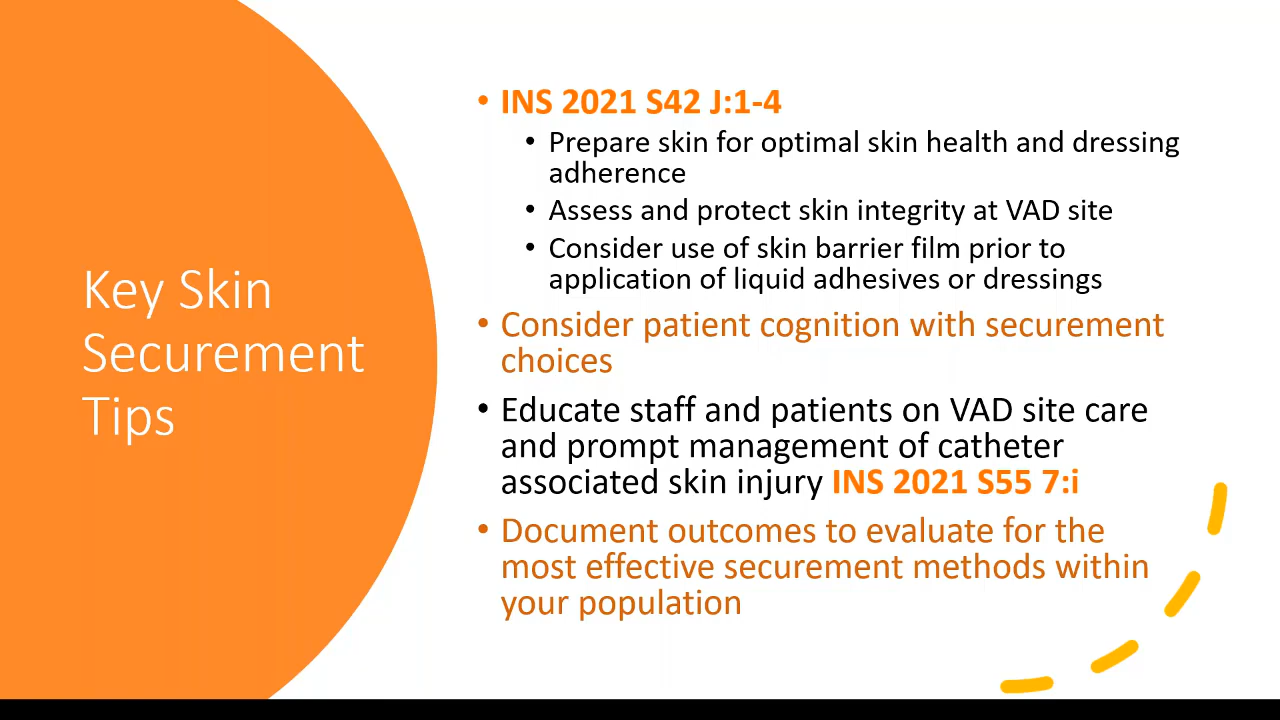 Key Skin
Securement
Tips
• INS 2021 S42 J:1-4
• Prepare skin for optimal skin health and dressing
adherence
• Assess and protect skin integrity at VAD site
• Consider use of skin barrier film prior to
application of liquid adhesives or dressings
• Consider patient cognition with securement
choices
• Educate staff and patients on VAD site care
and prompt management of catheter
associated skin injury INS 2021 S55 7:i
• Document outcomes to evaluate for the
most effective securement methods within
your population